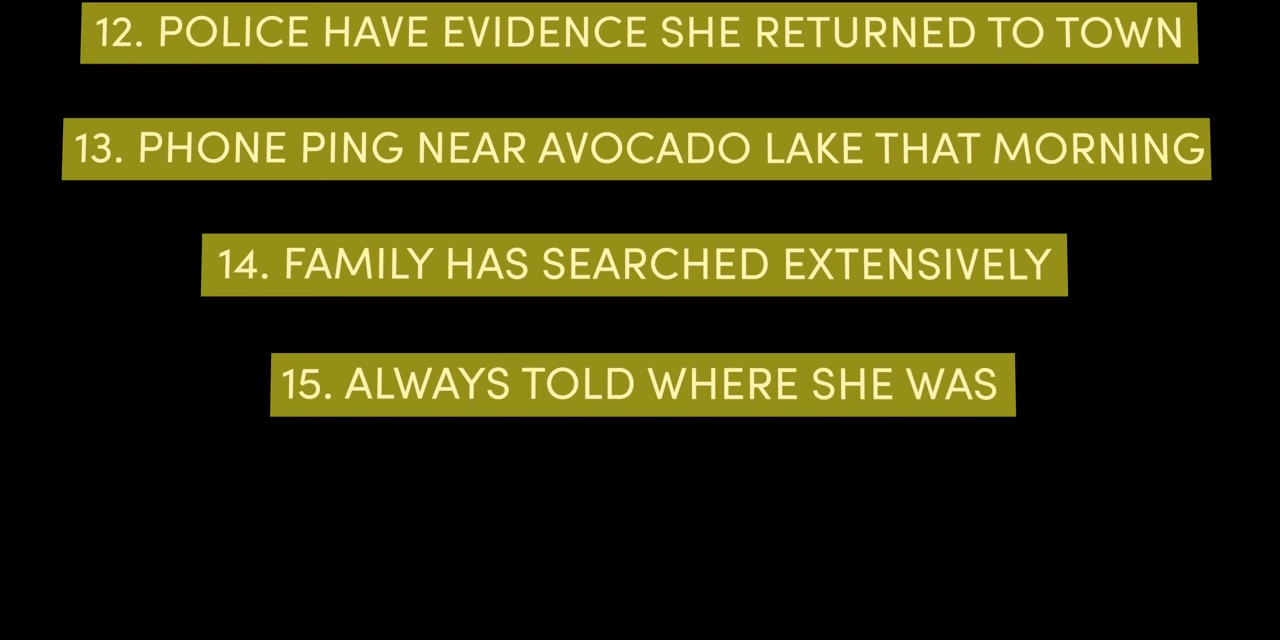 12. POLICE HAVE EVIDENCE SHE RETURNED TO TOWN
13. PHONE PING NEAR AVOCADO LAKE THAT MORNING
14. FAMILY HAS SEARCHED EXTENSIVELY
15. ALWAYS TOLD WHERE SHE WAS